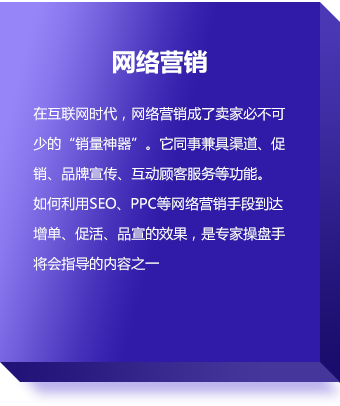 网络营销
在互联网时代，网络营销成了卖家必不可
少的“销量神器”。它同事兼具渠道、促
销、品牌宣传、互动顾客服务等功能。
如何利用SEO、PPC等网络营销手段到达
增单、促活、品宣的效果，是专家操盘手
将会指导的内容之一